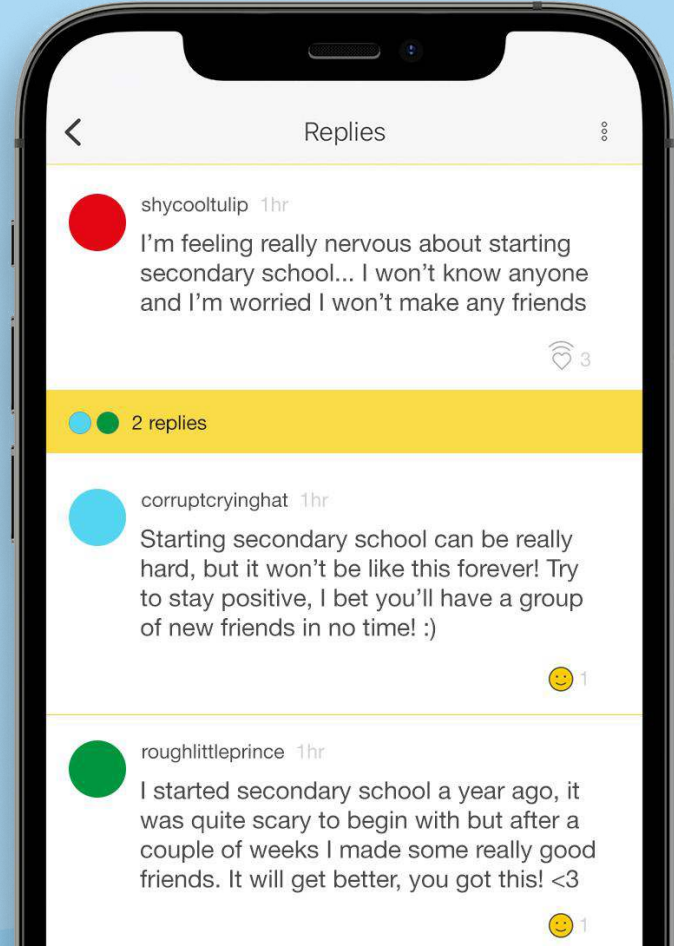 Replies
shycooltulip 1hr
I'm feeling really nervous about starting
secondary school... I won't know anyone
and I'm worried I won't make any friends
3
2 replies
corruptcryinghat 1hr
Starting secondary school can be really
hard, but it won't be like this forever! Try
to stay positive, I bet you'll have a group
of new friends in no time! :)
1
roughlittleprince 1hr
I started secondary school a year ago, it
was quite scary to begin with but after a
couple of weeks I made some really good
friends. It will get better, you got this! <3
1